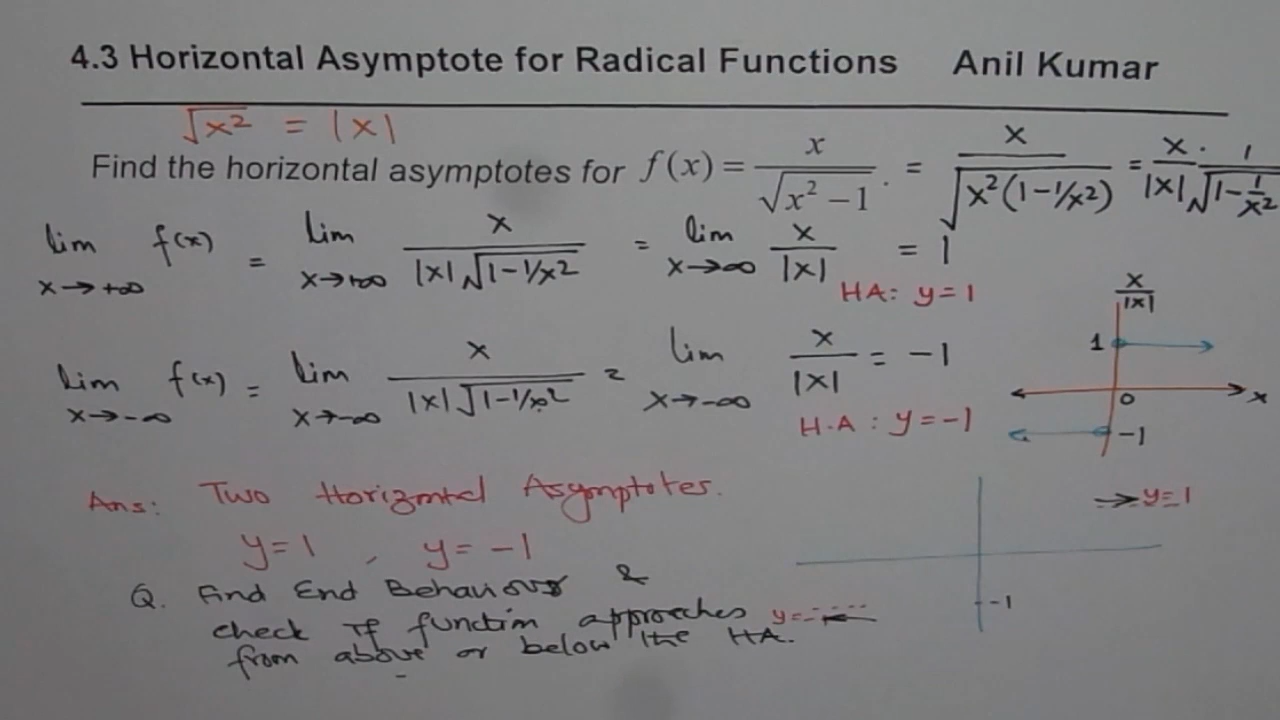 4.3 Horizontal Asymptote for Radical Functions Anil Kumar
√x² = |x|
Find the horizontal asymptotes for f(x) = x/√(x² − 1) . = x/√(x²(1 − 1/x²)) = x/|x| · 1/√(1 − 1/x²)
lim x→+∞ f(x) = lim x→+∞ x/(|x|√(1 − 1/x²)) = lim x→∞ x/|x| = 1
HA: y = 1
x/|x|
1
0
x
−1
lim x→−∞ f(x) = lim x→−∞ x/(|x|√(1 − 1/x²)) = lim x→−∞ x/|x| = −1
H.A : y = −1
Ans: Two Horizontal Asymptotes.
y = 1 , y = −1
→ y = 1
−1
Q. Find End Behaviour &
check if function approaches
from above or below the HA.
y =